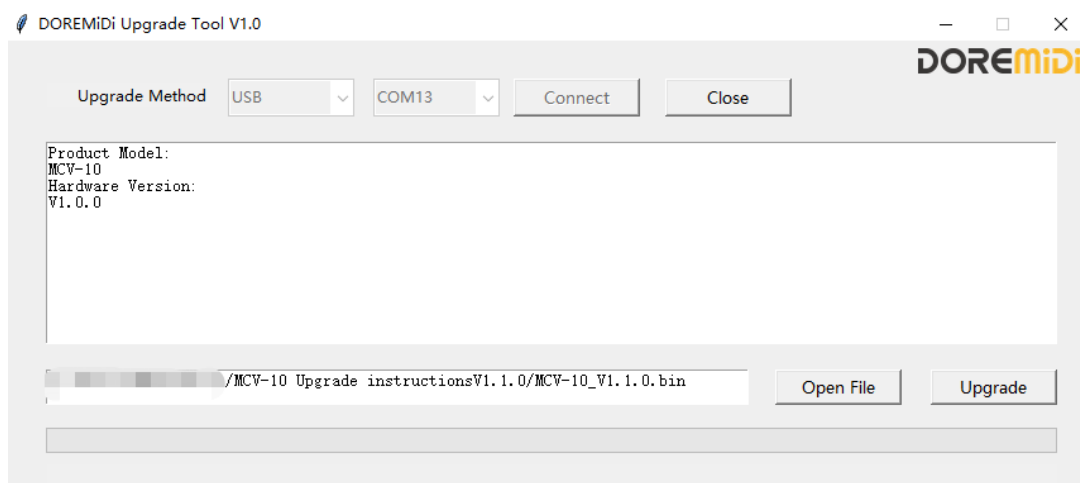 DOREMiDi Upgrade Tool V1.0
DOREMiDi
Upgrade Method USB COM13 Connect Close
Product Model:
MCV-10
Hardware Version:
V1.0.0
/MCV-10 Upgrade instructionsV1.1.0/MCV-10_V1.1.0.bin Open File Upgrade